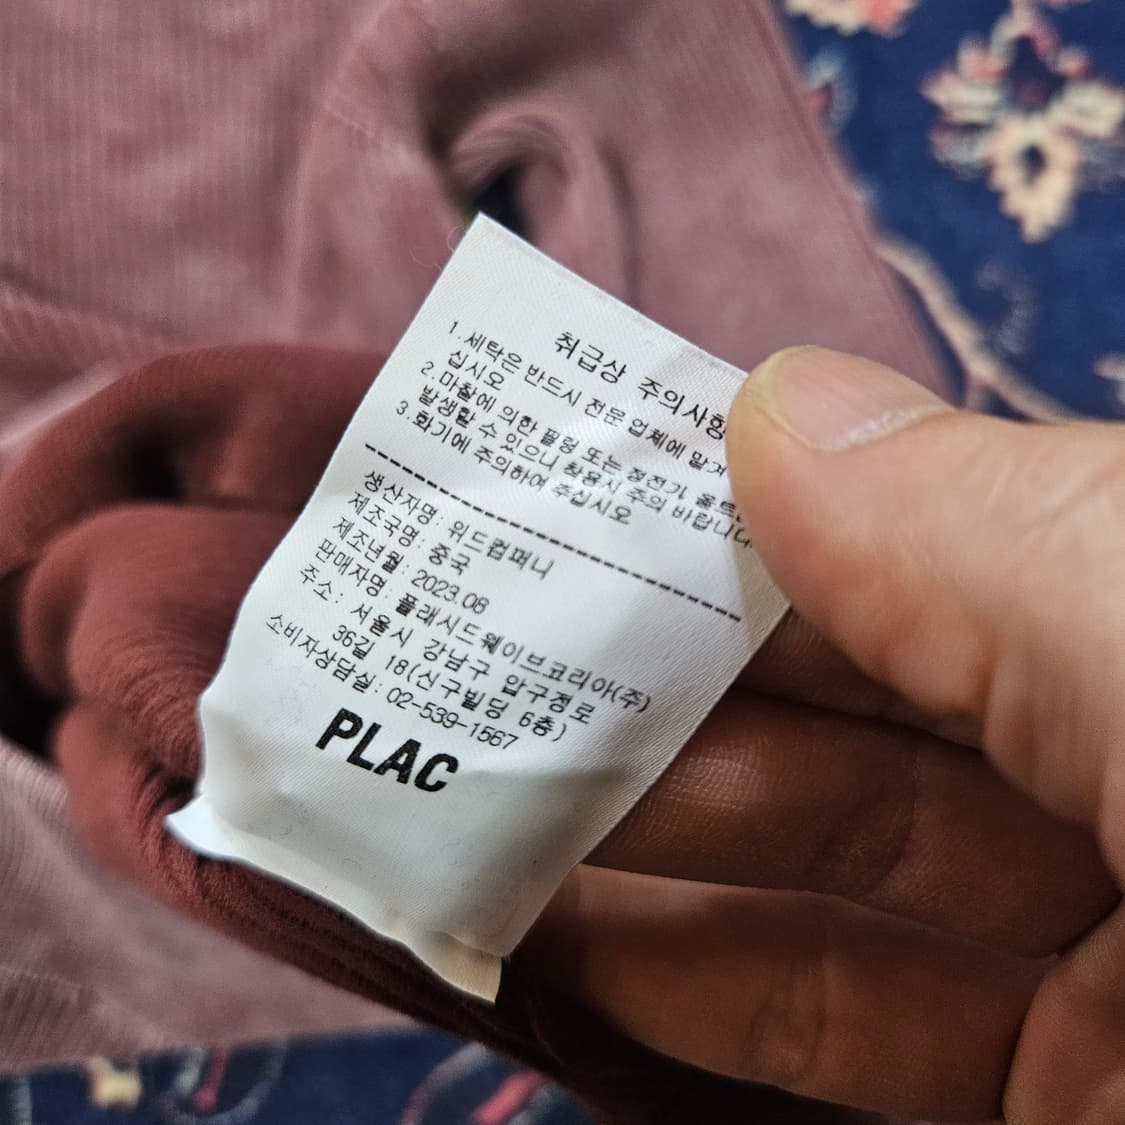 취급상 주의사항
1.세탁은 반드시 전문 업체에 맡겨
십시오
2.마찰에 의한 필링 또는 정전기, 올트임
발생할 수 있으니 착용시 주의 바랍니다.
3.화기에 주의하여 주십시오
생산자명: 위드컴퍼니
제조국명: 중국
제조년월: 2023.08
판매자명: 플래시드웨이브코리아(주)
주소: 서울시 강남구 압구정로
36길 18(신구빌딩 6층)
소비자상담실: 02-539-1567
PLAC